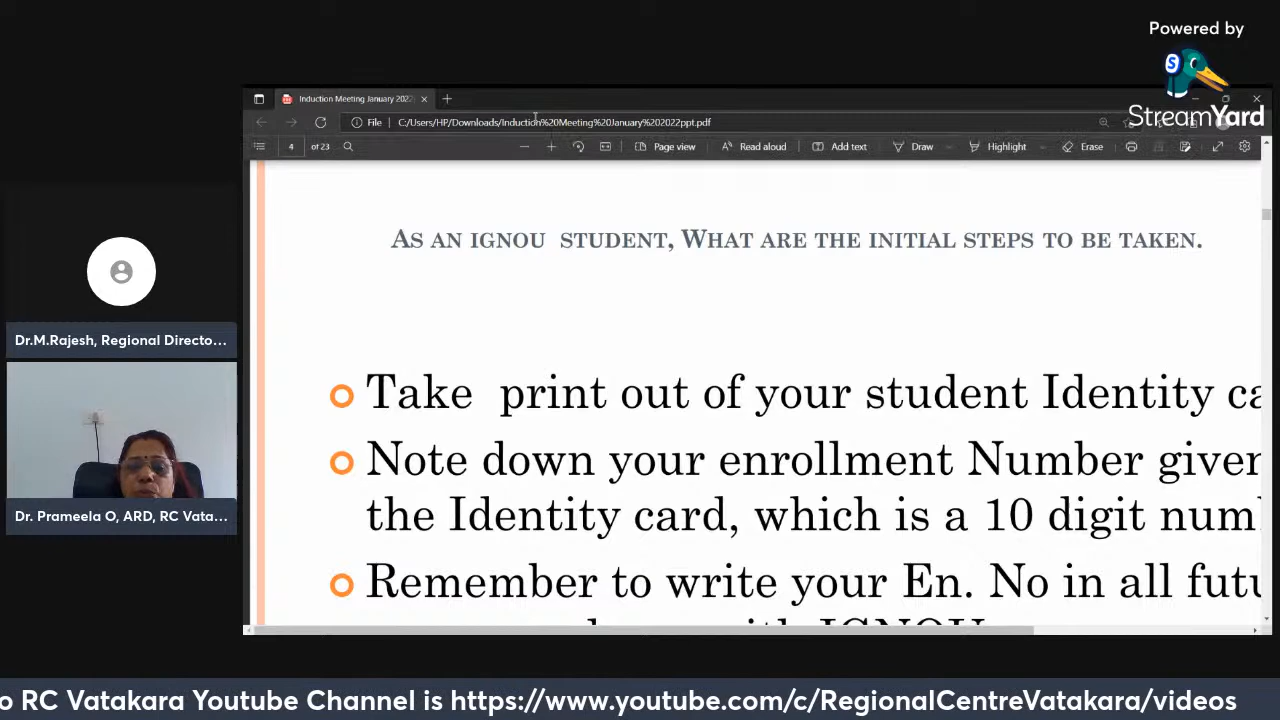 Powered by
StreamYard
Induction Meeting January 2022
File C:/Users/HP/Downloads/Induction%20Meeting%20January%202022ppt.pdf
4 of 23 Page view Read aloud Add text Draw Highlight Erase
As an ignou student, What are the initial steps to be taken.
Take print out of your student Identity ca
Note down your enrollment Number given
the Identity card, which is a 10 digit num
Remember to write your En. No in all futu
with IGNOU
Dr.M.Rajesh, Regional Directo...
Dr. Prameela O, ARD, RC Vata...
o RC Vatakara Youtube Channel is https://www.youtube.com/c/RegionalCentreVatakara/videos